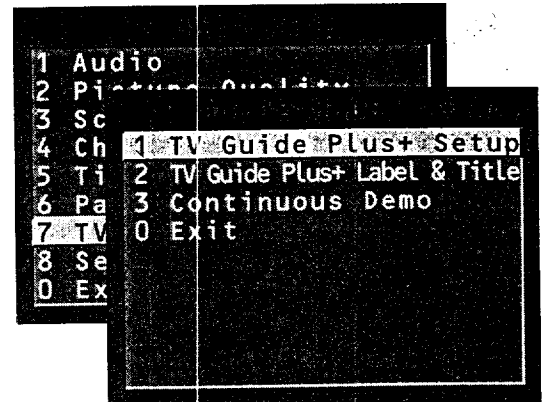 1 Audio
2 Picture Quality
3 Sc
4 Ch
5 Ti
6 Pa
7 TV
8 Se
0 Ex
1 TV Guide Plus+ Setup
2 TV Guide Plus+ Label & Title
3 Continuous Demo
0 Exit